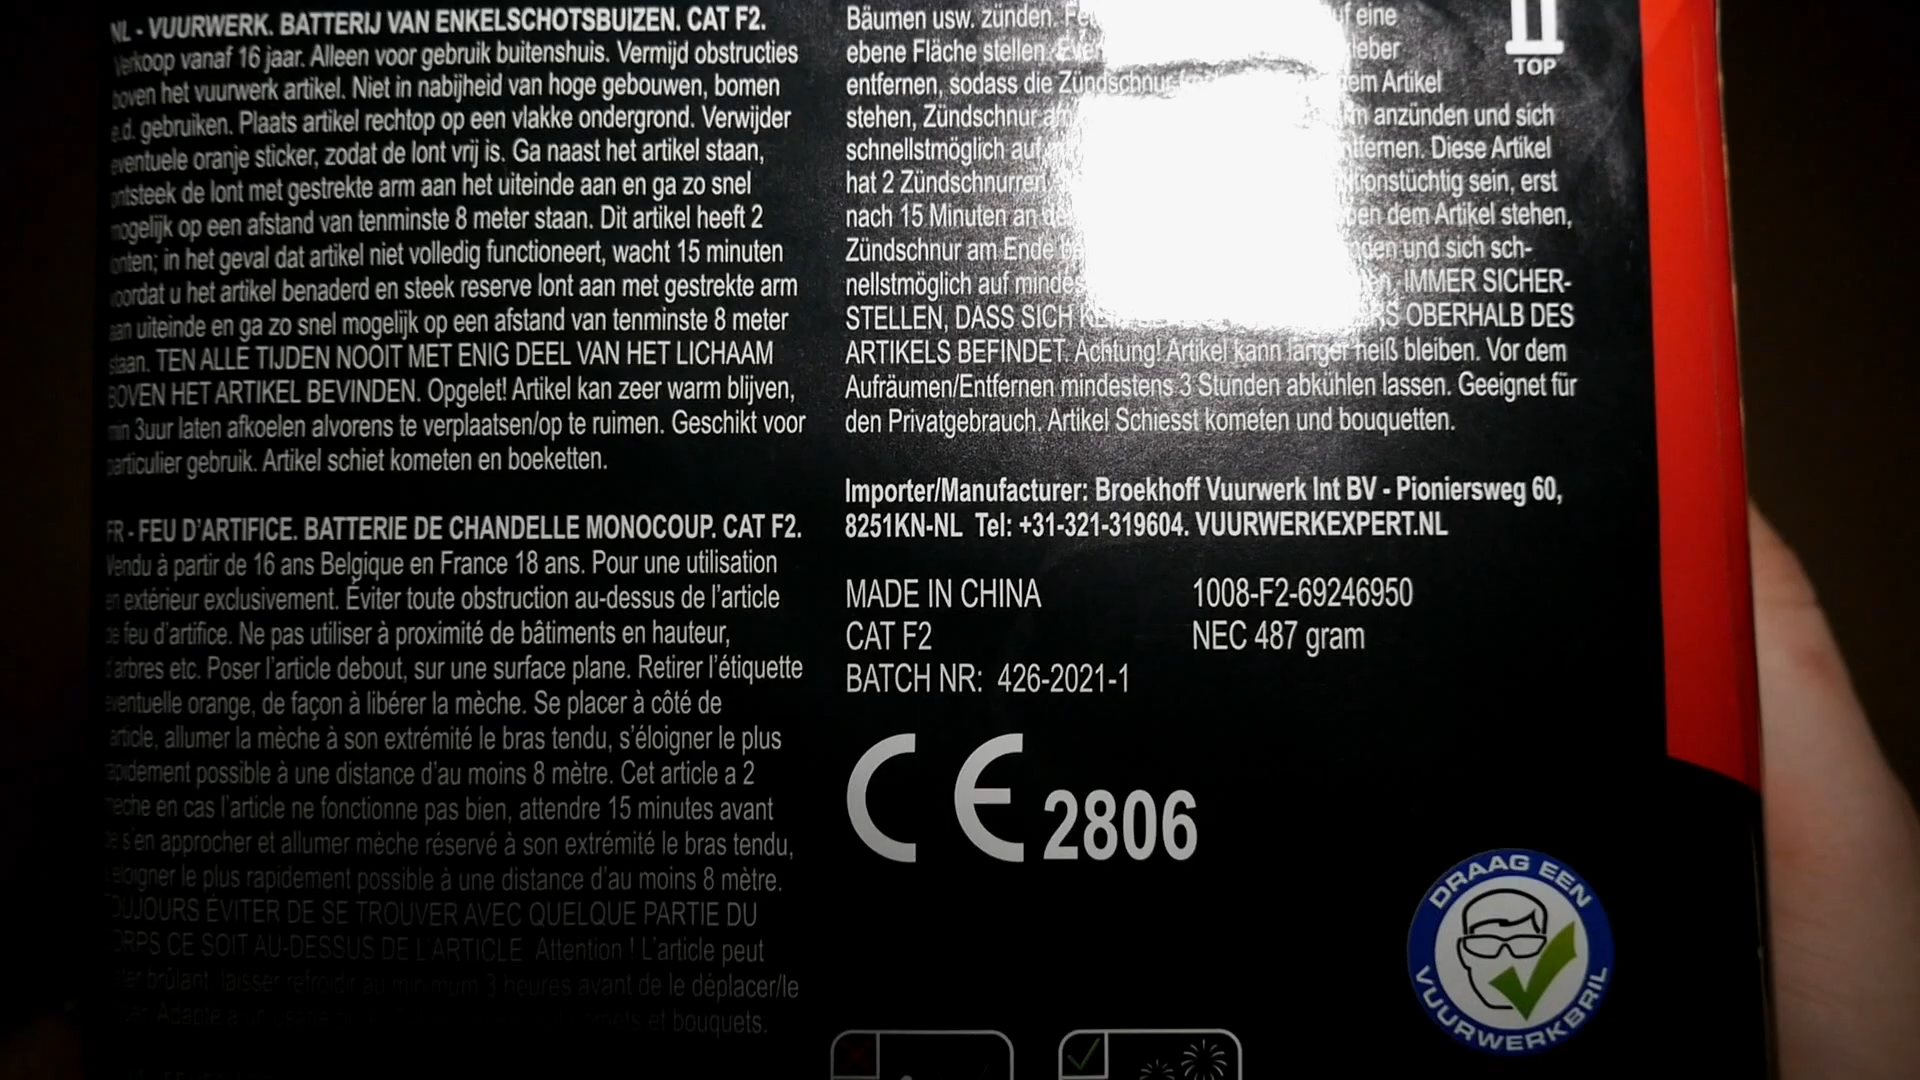 NL - VUURWERK. BATTERIJ VAN ENKELSCHOTSBUIZEN. CAT F2.
Verkoop vanaf 16 jaar. Alleen voor gebruik buitenshuis. Vermijd obstructies
boven het vuurwerk artikel. Niet in nabijheid van hoge gebouwen, bomen
e.d. gebruiken. Plaats artikel rechtop op een vlakke ondergrond. Verwijder
eventuele oranje sticker, zodat de lont vrij is. Ga naast het artikel staan,
ontsteek de lont met gestrekte arm aan het uiteinde aan en ga zo snel
mogelijk op een afstand van tenminste 8 meter staan. Dit artikel heeft 2
lonten; in het geval dat artikel niet volledig functioneert, wacht 15 minuten
voordat u het artikel benaderd en steek reserve lont aan met gestrekte arm
aan uiteinde en ga zo snel mogelijk op een afstand van tenminste 8 meter
staan. TEN ALLE TIJDEN NOOIT MET ENIG DEEL VAN HET LICHAAM
BOVEN HET ARTIKEL BEVINDEN. Opgelet! Artikel kan zeer warm blijven,
min 3uur laten afkoelen alvorens te verplaatsen/op te ruimen. Geschikt voor
particulier gebruik. Artikel schiet kometen en boeketten.
FR - FEU D'ARTIFICE. BATTERIE DE CHANDELLE MONOCOUP. CAT F2.
Vendu à partir de 16 ans Belgique en France 18 ans. Pour une utilisation
en extérieur exclusivement. Éviter toute obstruction au-dessus de l'article
de feu d'artifice. Ne pas utiliser à proximité de bâtiments en hauteur,
d'arbres etc. Poser l'article debout, sur une surface plane. Retirer l'étiquette
eventuelle orange, de façon à libérer la mèche. Se placer à côté de
article, allumer la mèche à son extrémité le bras tendu, s'éloigner le plus
rapidement possible à une distance d'au moins 8 mètre. Cet article a 2
meche en cas l'article ne fonctionne pas bien, attendre 15 minutes avant
de s'en approcher et allumer mèche réservé à son extrémité le bras tendu,
s'eloigner le plus rapidement possible à une distance d'au moins 8 mètre.
TOUJOURS ÉVITER DE SE TROUVER AVEC QUELQUE PARTIE DU
CORPS CE SOIT AU-DESSUS DE L'ARTICLE. Attention ! L'article peut
brûlant laisser refroidir au minimum 3 heures avant de le déplacer/le
et bouquets.
Bäumen usw. zünden. auf eine
ebene Fläche stellen.
entfernen, sodass die Zündschnur dem Artikel
stehen, Zündschnur anzünden und sich
schnellstmöglich auf entfernen. Diese Artikel
hat 2 Zündschnurren. funktionstüchtig sein, erst
nach 15 Minuten an neben dem Artikel stehen,
Zündschnur am Ende und sich sch-
nellstmöglich auf IMMER SICHER-
STELLEN, DASS SICH OBERHALB DES
ARTIKELS BEFINDET. Achtung! Artikel kann länger heiß bleiben. Vor dem
Aufräumen/Entfernen mindestens 3 Stunden abkühlen lassen. Geeignet für
den Privatgebrauch. Artikel Schiesst kometen und bouquetten.
Importer/Manufacturer: Broekhoff Vuurwerk Int BV - Pioniersweg 60,
8251KN-NL Tel: +31-321-319604. VUURWERKEXPERT.NL
MADE IN CHINA 1008-F2-69246950
CAT F2 NEC 487 gram
BATCH NR: 426-2021-1
CE 2806
TOP
DRAAG EEN
VUURWERKBRIL